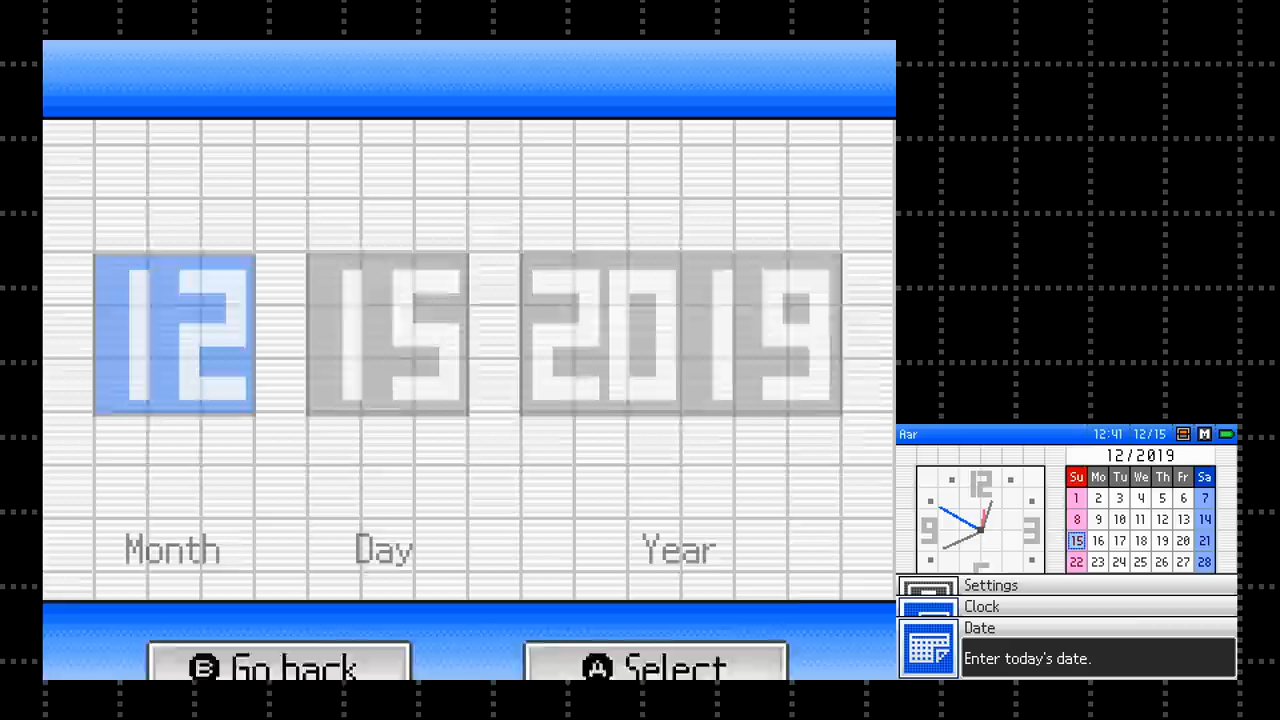 12 15 2019
Month Day Year
B Go back A Select
Aar 12:41 12/15 M
12/2019
12
3
9
Su Mo Tu We Th Fr Sa
1 2 3 4 5 6 7
8 9 10 11 12 13 14
15 16 17 18 19 20 21
22 23 24 25 26 27 28
Settings
Clock
Date
Enter today's date.